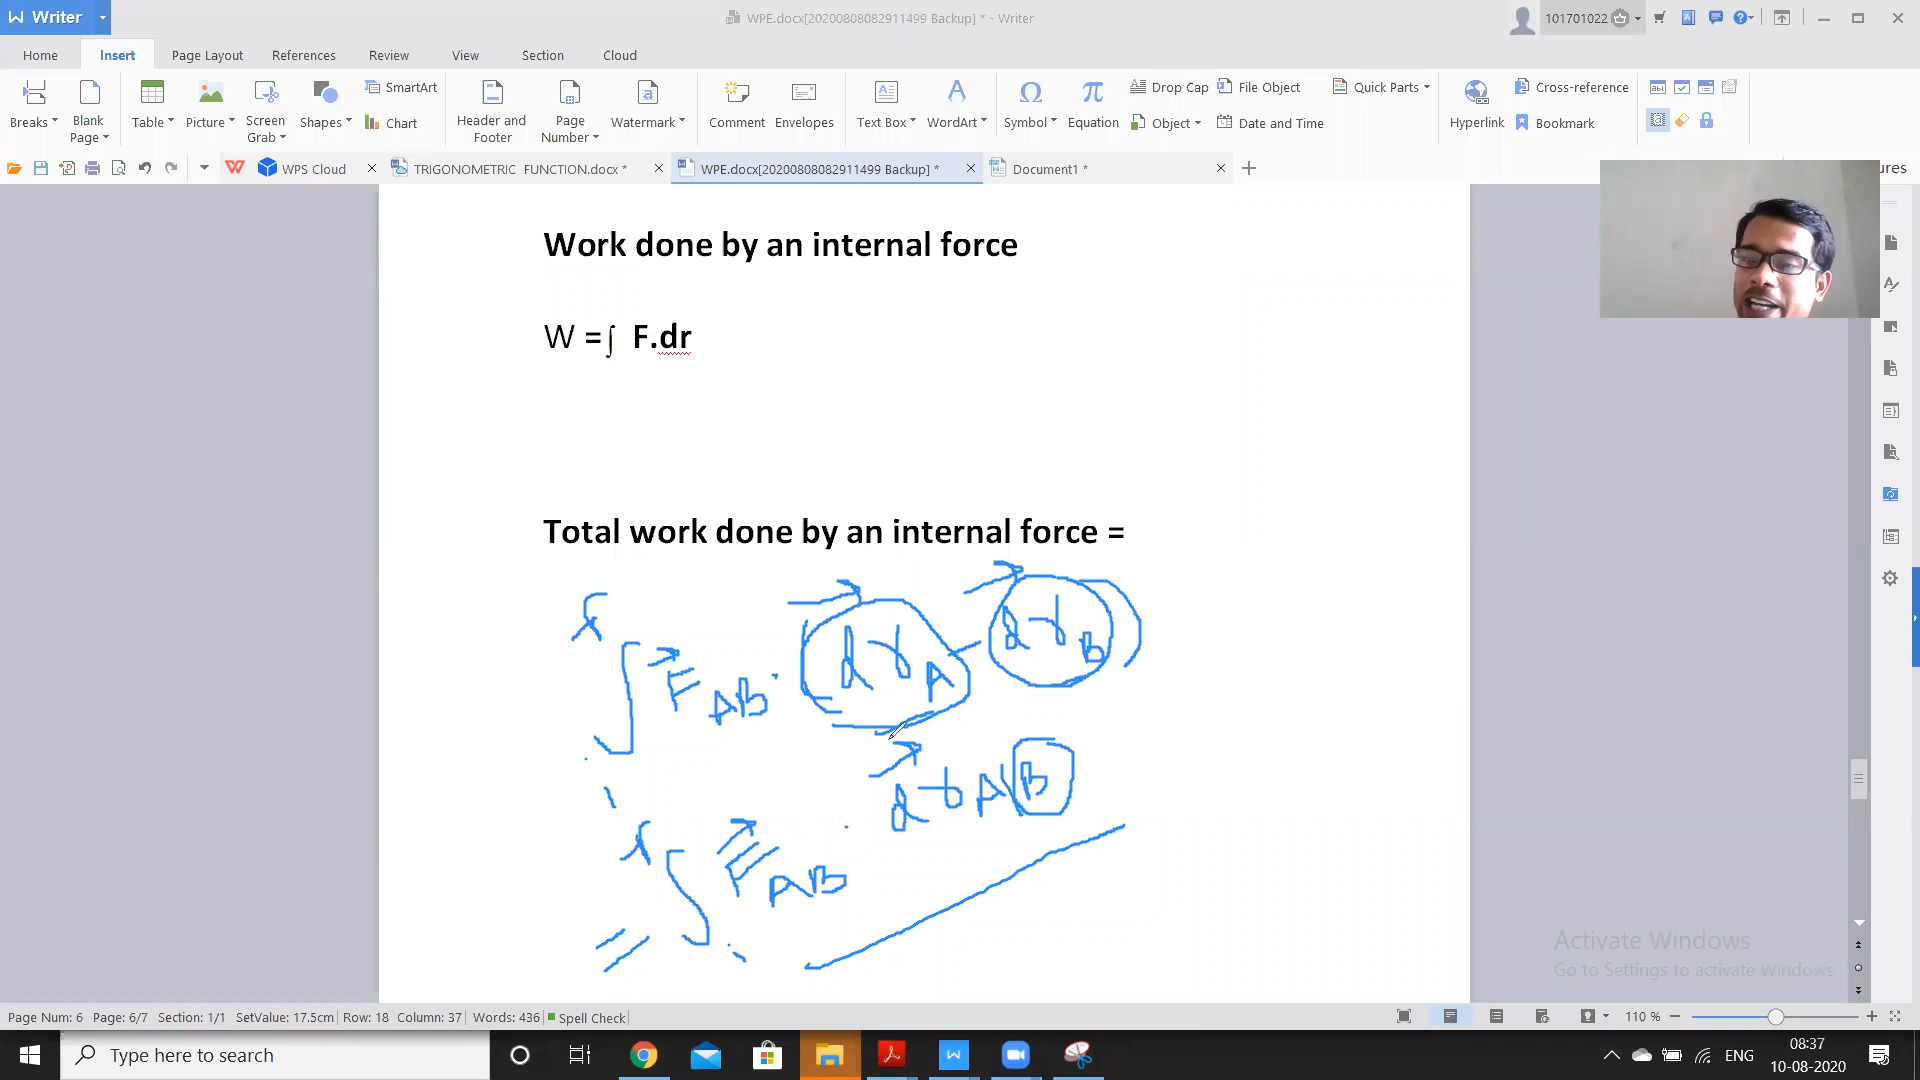 Writer
WPE.docx[20200808082911499 Backup] * - Writer
101701022
Home Insert Page Layout References Review View Section Cloud
Breaks Blank Page Table Picture Screen Grab Shapes SmartArt Chart Header and Footer Page Number Watermark Comment Envelopes Text Box WordArt Symbol Equation Drop Cap Object File Object Date and Time Quick Parts Hyperlink Cross-reference Bookmark
WPS Cloud TRIGONOMETRIC FUNCTION.docx * WPE.docx[20200808082911499 Backup] * Document1 *
ures
Work done by an internal force
W =∫ F.dr
Total work done by an internal force =
f
∫ F AB . d r A - d r B )
i
d r AB
f
= ∫ F AB .
i
Activate Windows
Go to Settings to activate Windows.
Page Num: 6 Page: 6/7 Section: 1/1 SetValue: 17.5cm Row: 18 Column: 37 Words: 436 Spell Check 110 %
Type here to search
ENG
08:37
10-08-2020